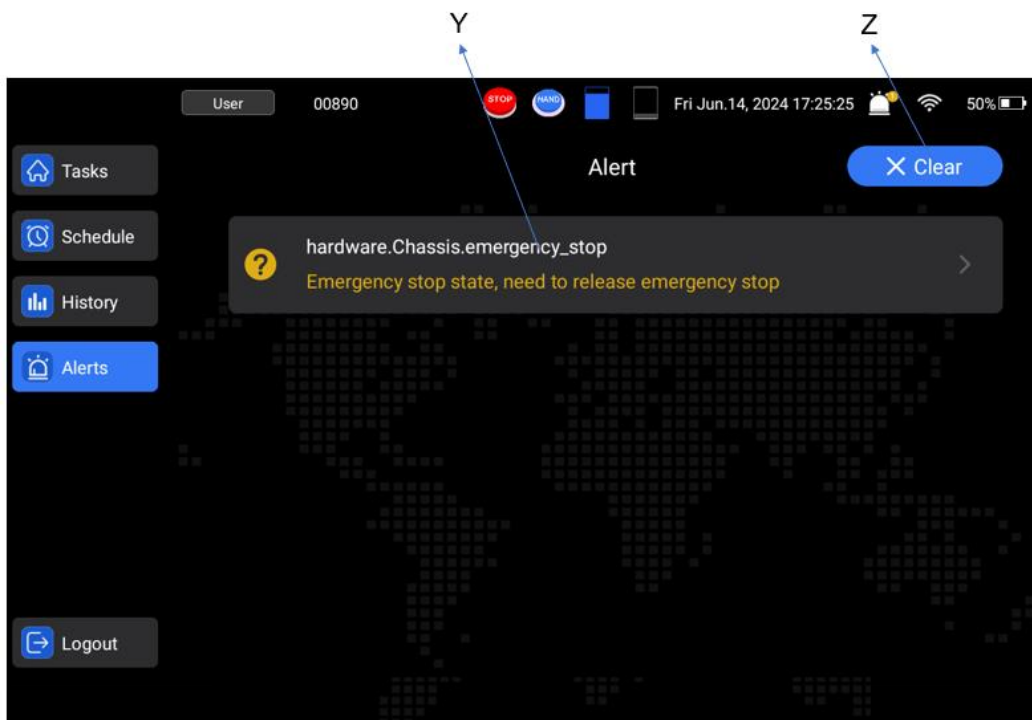 Y
Z
User
00890
STOP
HAND
Fri Jun.14, 2024 17:25:25
50%
Tasks
Alert
Clear
Schedule
hardware.Chassis.emergency_stop
Emergency stop state, need to release emergency stop
History
Alerts
Logout